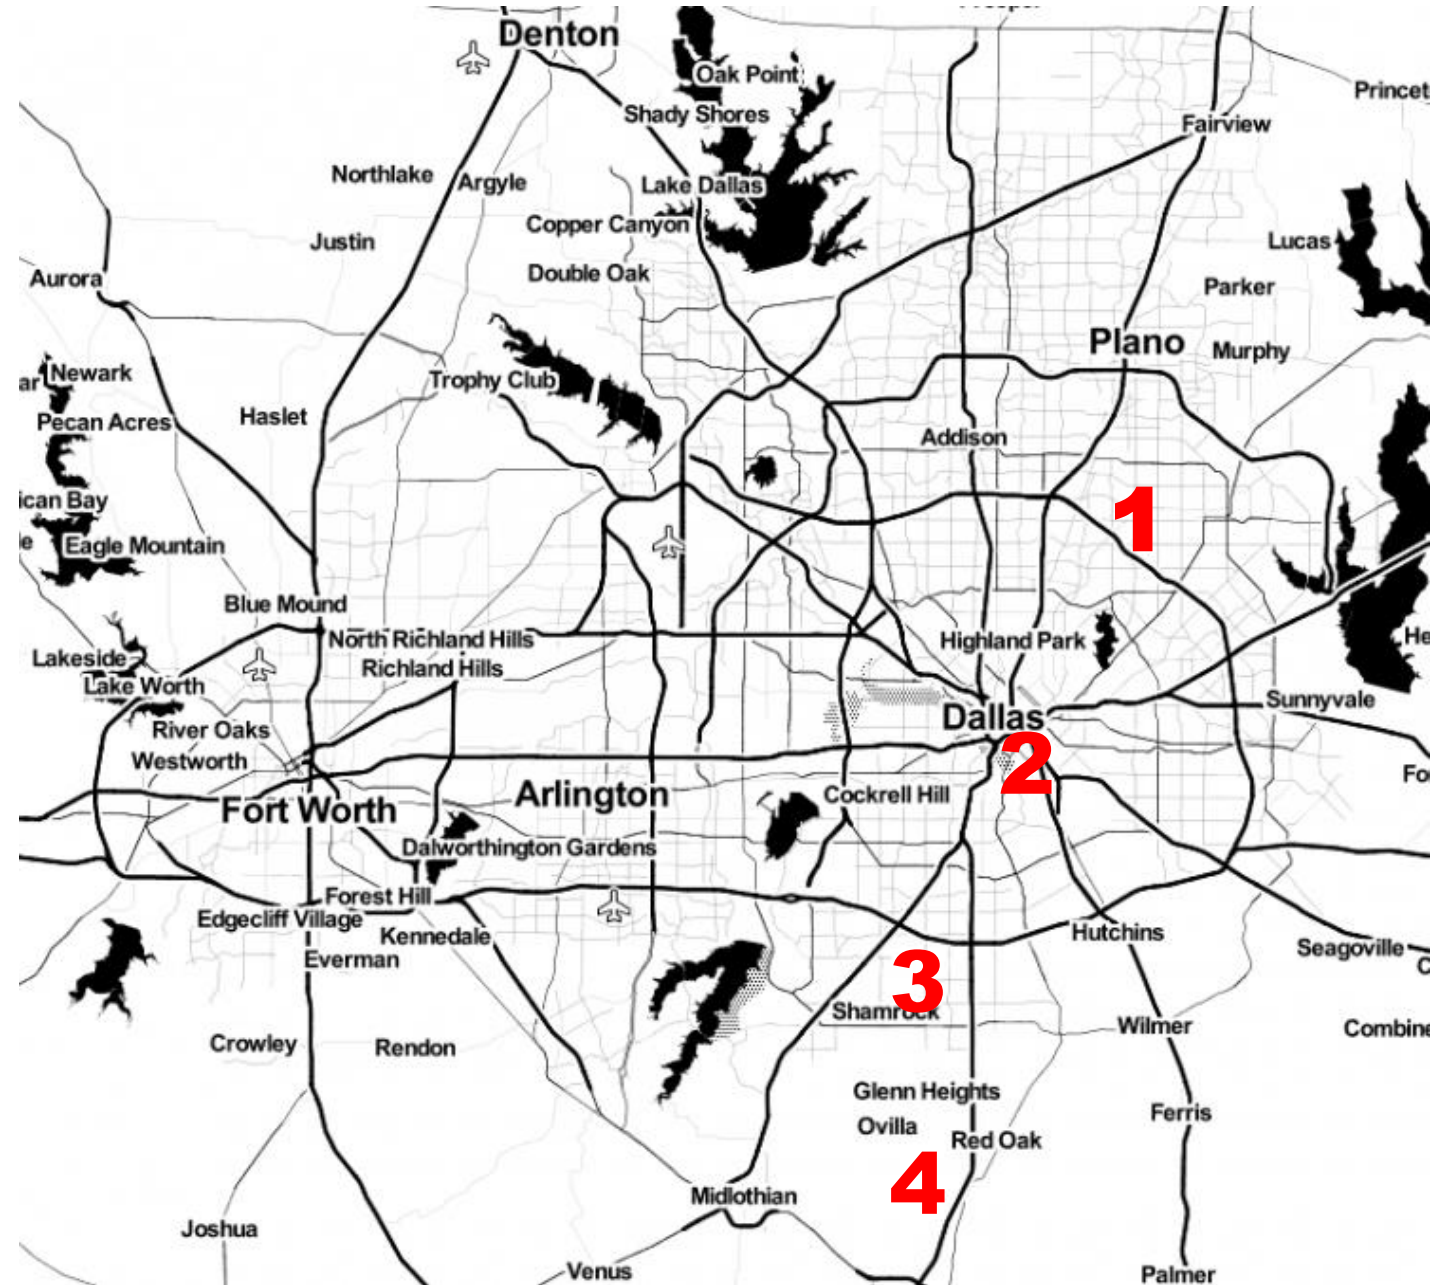 Denton
Oak Point
Princet
Shady Shores
Fairview
Northlake
Argyle
Lake Dallas
Copper Canyon
Justin
Lucas
Double Oak
Aurora
Parker
Plano
Murphy
ar Newark
Trophy Club
Pecan Acres
Haslet
Addison
ican Bay
1
e
Eagle Mountain
Blue Mound
North Richland Hills
Highland Park
He
Lakeside
Richland Hills
Lake Worth
Sunnyvale
River Oaks
Dallas
Westworth
2
Fo
Fort Worth
Arlington
Cockrell Hill
Dalworthington Gardens
Forest Hill
Edgecliff Village
Kennedale
Hutchins
Seagoville
Everman
C
3
Shamrock
Wilmer
Combine
Crowley
Rendon
Glenn Heights
Ferris
Ovilla
Red Oak
4
Midlothian
Joshua
Venus
Palmer